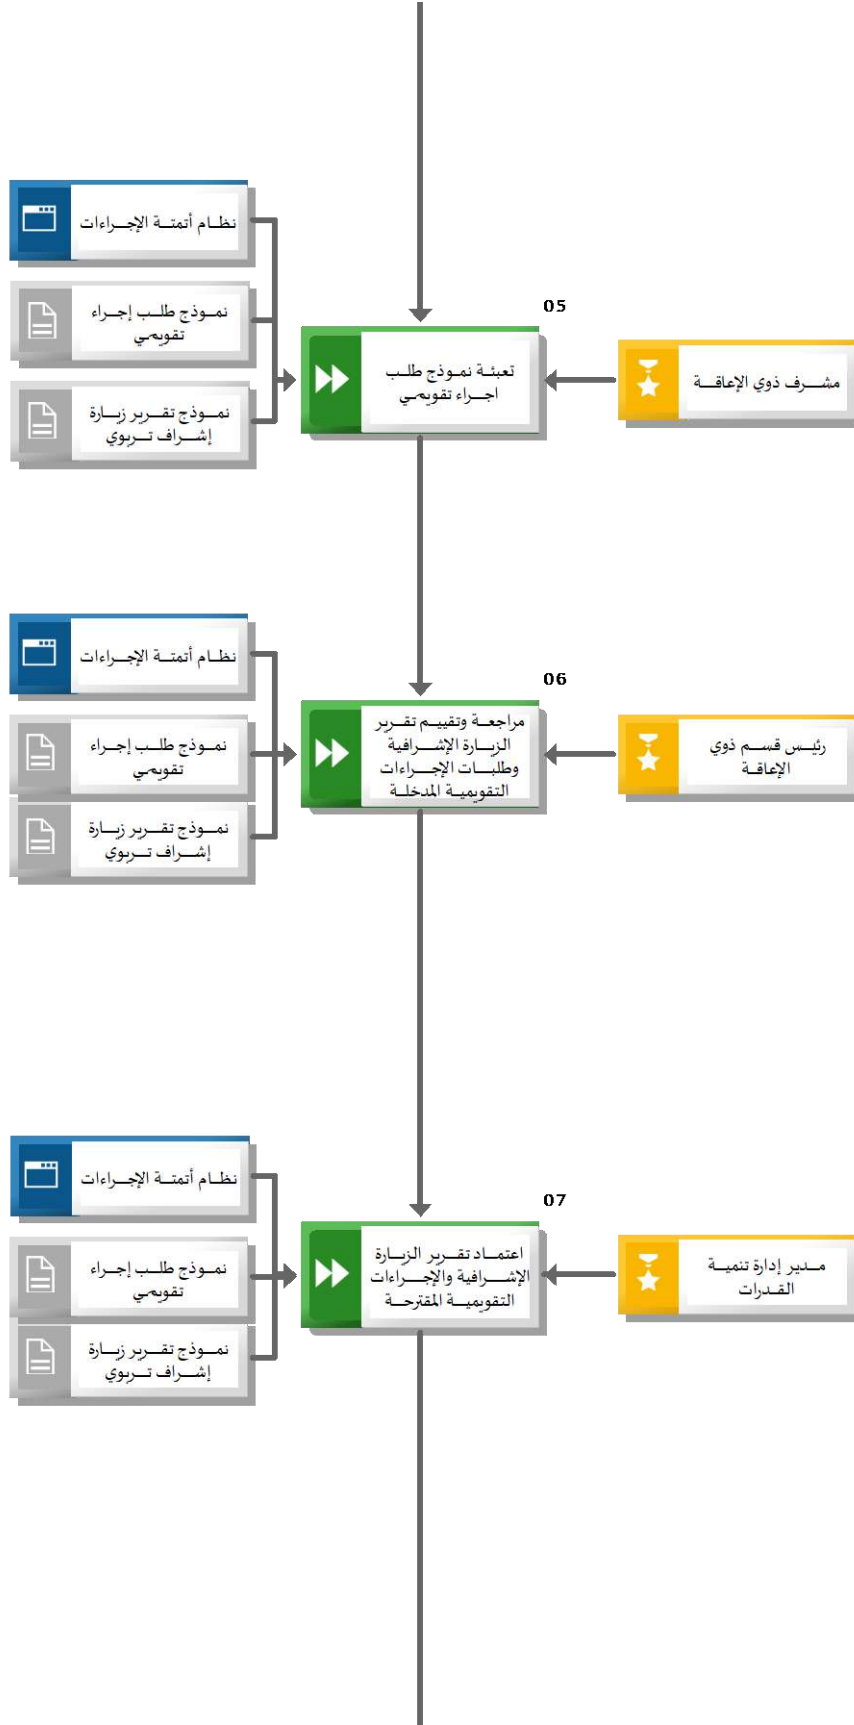 05
مشرف ذوي الإعاقة
تعبئة نموذج طلب
اجراء تقويمي
نظام أتمتة الإجراءات
نموذج طلب إجراء
تقويمي
نموذج تقرير زيارة
إشراف تربوي
06
رئيس قسم ذوي
الإعاقة
مراجعة وتقييم تقرير
الزيارة الإشرافية
وطلبات الإجراءات
التقويمية المدخلة
نظام أتمتة الإجراءات
نموذج طلب إجراء
تقويمي
نموذج تقرير زيارة
إشراف تربوي
07
مدير إدارة تنمية
القدرات
اعتماد تقرير الزيارة
الإشرافية والإجراءات
التقويمية المقترحة
نظام أتمتة الإجراءات
نموذج طلب إجراء
تقويمي
نموذج تقرير زيارة
إشراف تربوي